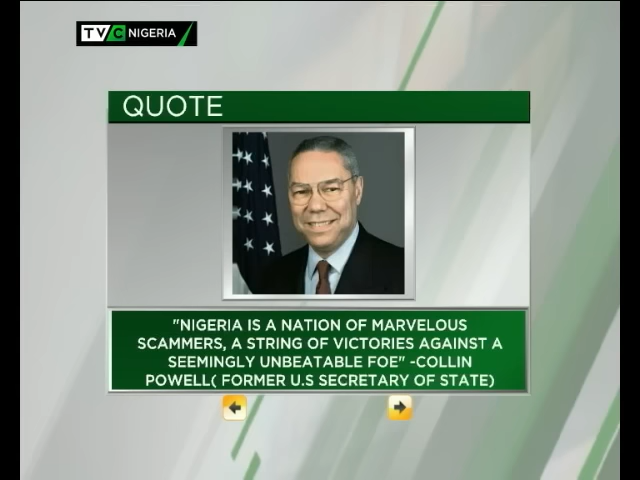 TVC NIGERIA
QUOTE
"NIGERIA IS A NATION OF MARVELOUS
SCAMMERS, A STRING OF VICTORIES AGAINST A
SEEMINGLY UNBEATABLE FOE" -COLLIN
POWELL( FORMER U.S SECRETARY OF STATE)